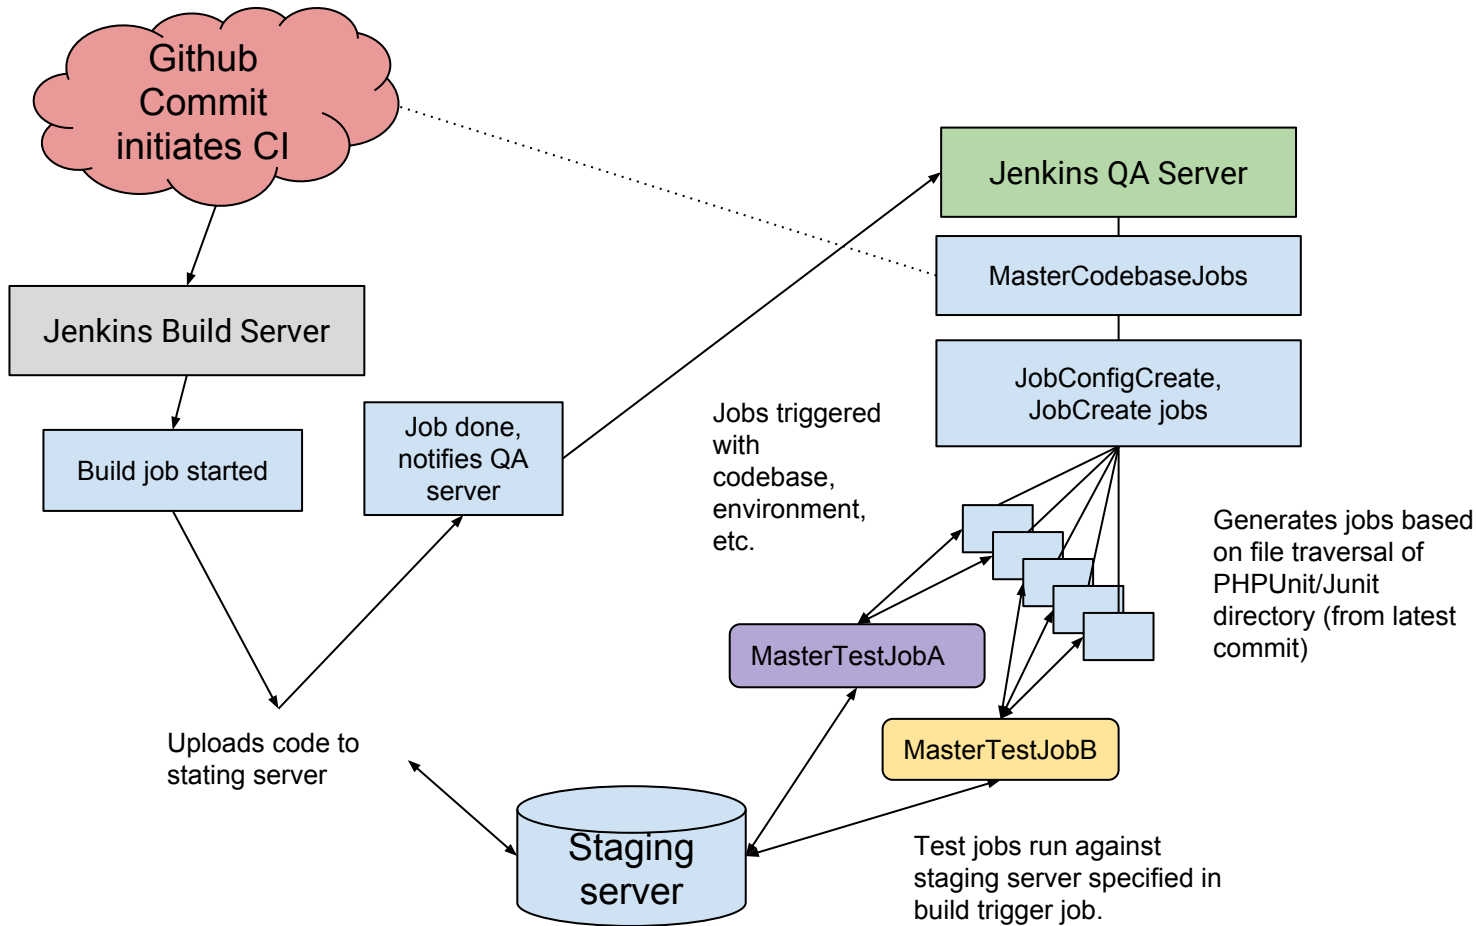 Github
Commit
initiates CI
Jenkins QA Server
MasterCodebaseJobs
Jenkins Build Server
JobConfigCreate,
JobCreate jobs
Build job started
Job done,
notifies QA
server
Jobs triggered
with
codebase,
environment,
etc.
Generates jobs based
on file traversal of
PHPUnit/Junit
directory (from latest
commit)
MasterTestJobA
MasterTestJobB
Uploads code to
stating server
Staging
server
Test jobs run against
staging server specified in
build trigger job.